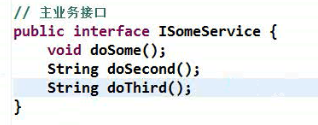 // 主业务接口
public interface ISomeService {
    void doSome();
    String doSecond();
    String doThird();
}